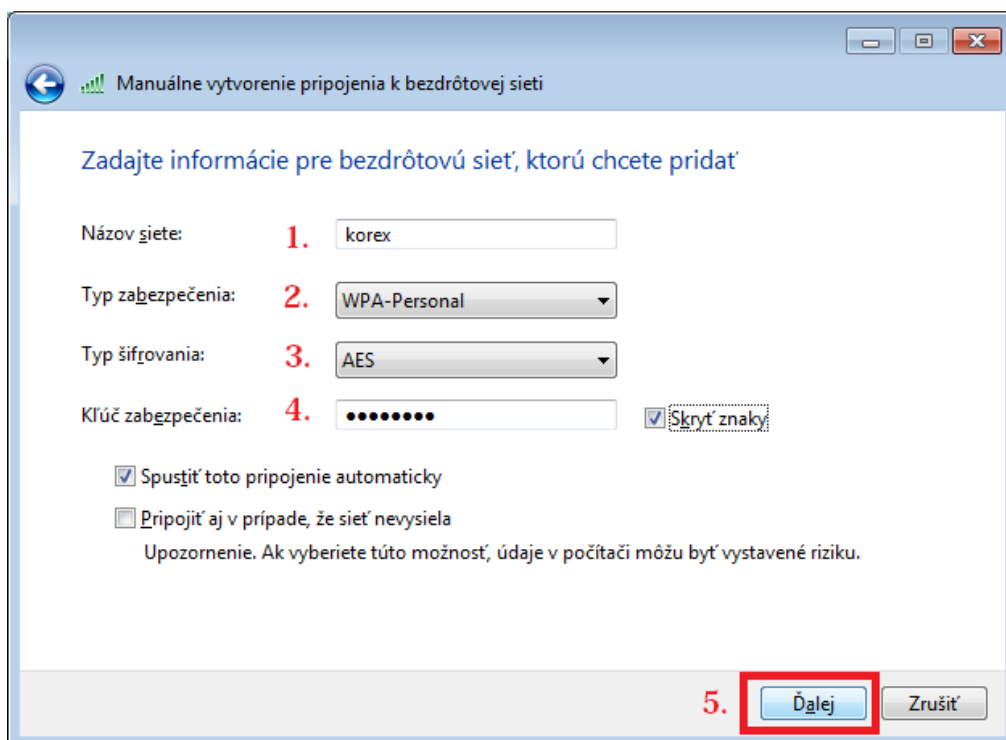 Manuálne vytvorenie pripojenia k bezdrôtovej sieti
Zadajte informácie pre bezdrôtovú sieť, ktorú chcete pridať
Názov siete: 1. korex
Typ zabezpečenia: 2. WPA-Personal
Typ šifrovania: 3. AES
Kľúč zabezpečenia: 4. ●●●●●●●● Skryť znaky
Spustiť toto pripojenie automaticky
Pripojiť aj v prípade, že sieť nevysiela
Upozornenie. Ak vyberiete túto možnosť, údaje v počítači môžu byť vystavené riziku.
5. Ďalej Zrušiť